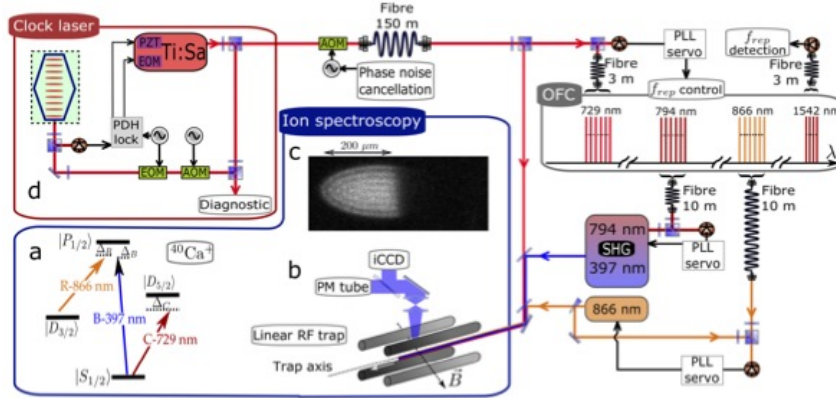 Clock laser
PZT
EOM
Ti:Sa
PDH
lock
EOM
AOM
Diagnostic
d
AOM
Fibre
150 m
Phase noise
cancellation
PLL
servo
f_rep
detection
Fibre
3 m
Fibre
3 m
OFC
f_rep control
729 nm
794 nm
866 nm
1542 nm
λ
Fibre
10 m
Fibre
10 m
794 nm
SHG
397 nm
PLL
servo
866 nm
PLL
servo
Ion spectroscopy
c
200 μm
a
|P1/2⟩
Δ_R
Δ_B
40Ca+
|D5/2⟩
Δ_C
R-866 nm
|D3/2⟩
B-397 nm
C-729 nm
|S1/2⟩
b
iCCD
PM tube
Linear RF trap
Trap axis
B